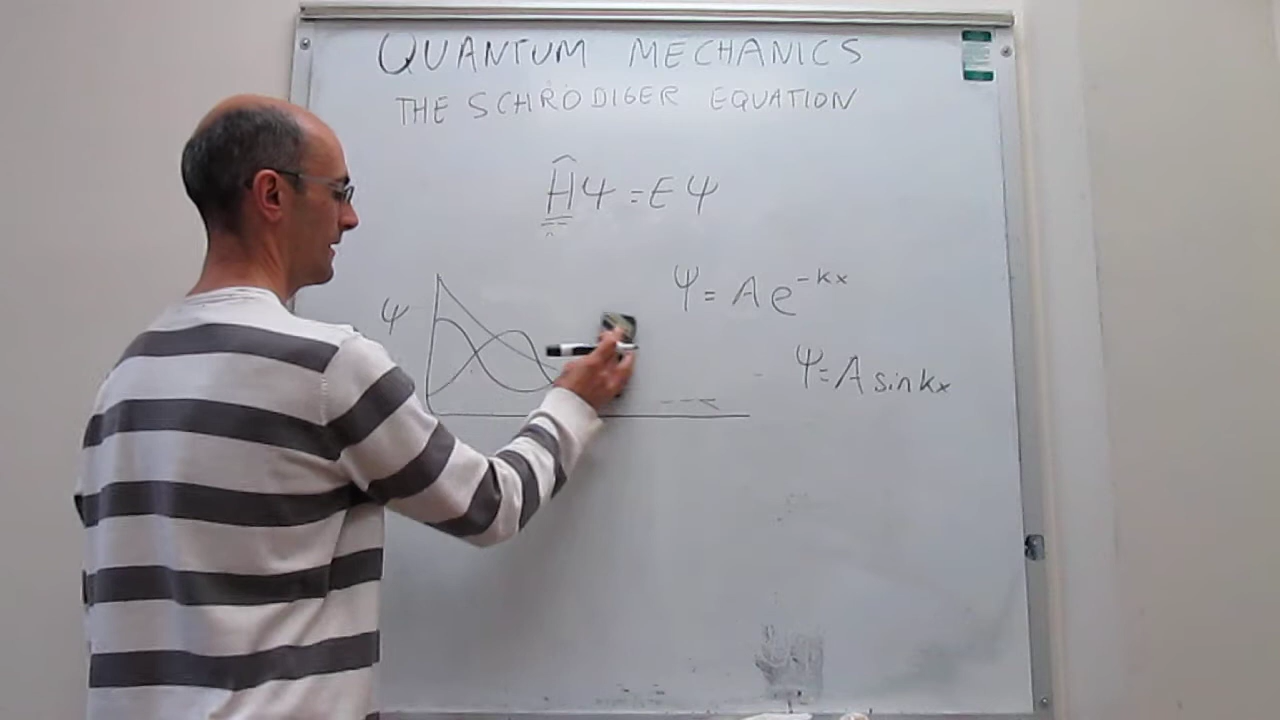 QUANTUM MECHANICS
THE SCHRÖDIGER EQUATION
Ĥψ = Eψ
ψ
ψ = Ae^{-kx}
ψ = A sin kx